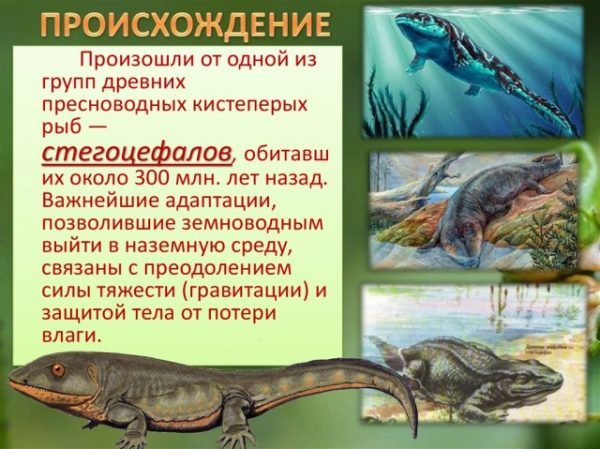 ПРОИСХОЖДЕНИЕ
Произошли от одной из
групп древних
пресноводных кистеперых
рыб —
стегоцефалов, обитавш
их около 300 млн. лет назад.
Важнейшие адаптации,
позволившие земноводным
выйти в наземную среду,
связаны с преодолением
силы тяжести (гравитации) и
защитой тела от потери
влаги.